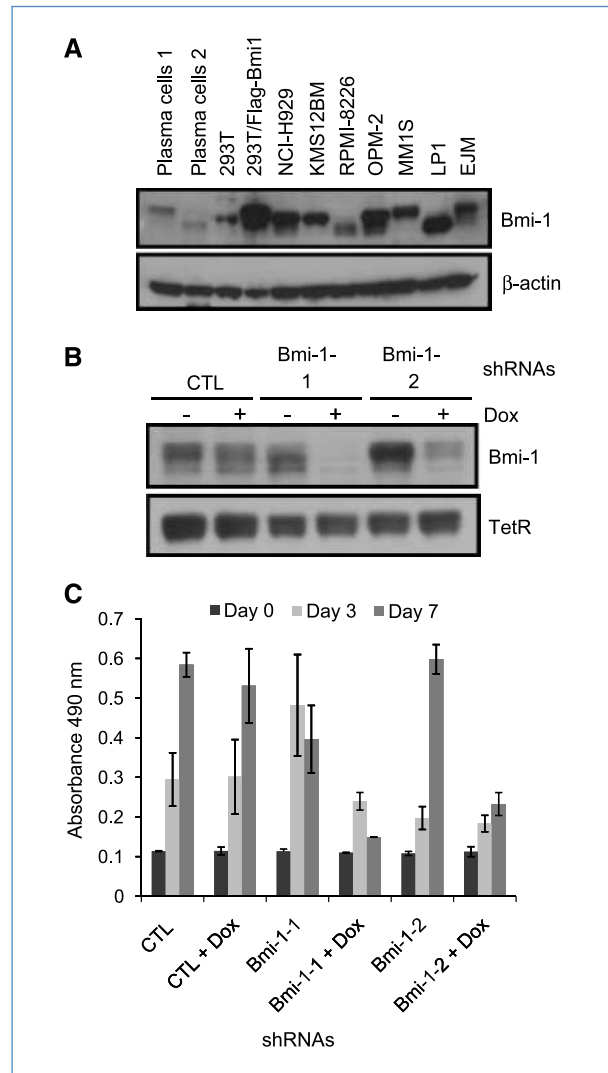 A
Plasma cells 1
Plasma cells 2
293T
293T/Flag-Bmi1
NCI-H929
KMS12BM
RPMI-8226
OPM-2
MM1S
LP1
EJM
Bmi-1
β-actin
B
CTL
Bmi-1-
1
Bmi-1-
2
shRNAs
- + - + - + Dox
Bmi-1
TetR
C
Day 0 Day 3 Day 7
Absorbance 490 nm
0.7
0.6
0.5
0.4
0.3
0.2
0.1
0
CTL
CTL + Dox
Bmi-1-1
Bmi-1-1 + Dox
Bmi-1-2
Bmi-1-2 + Dox
shRNAs